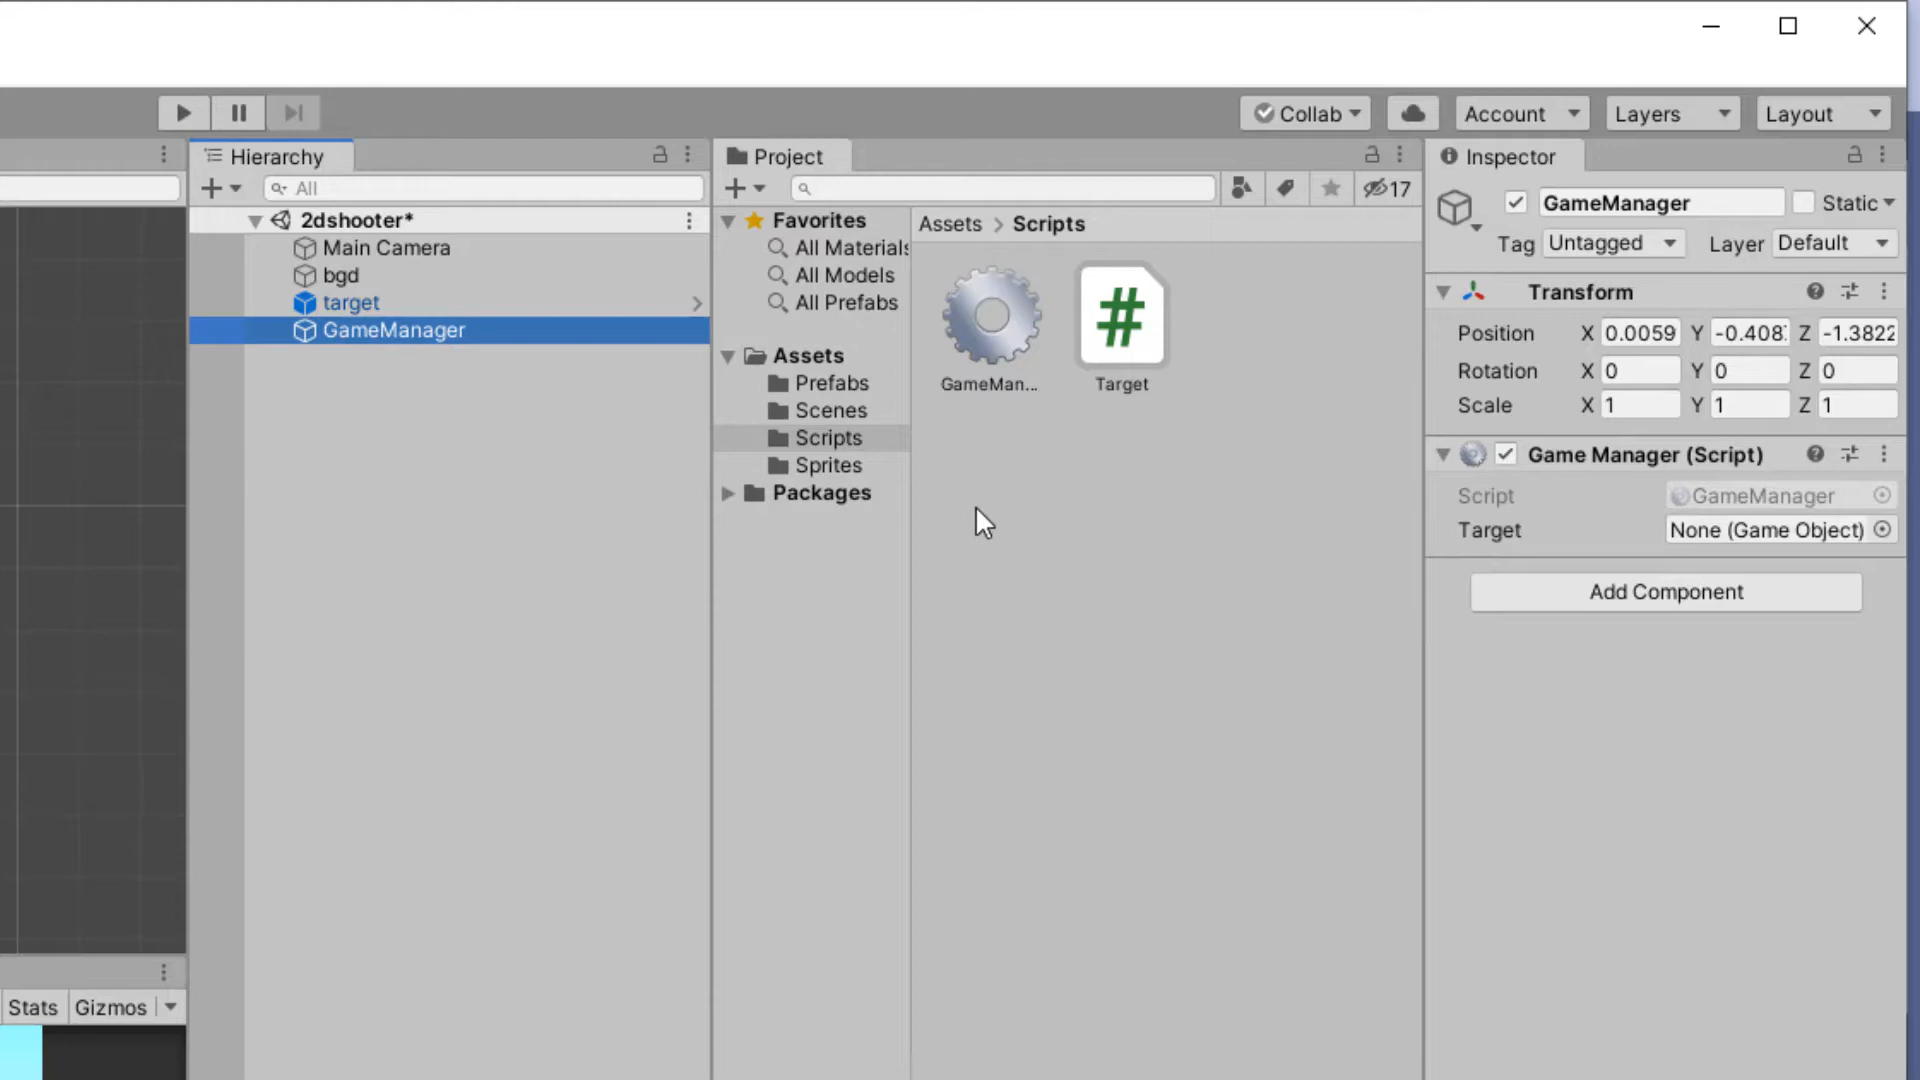 Collab
Account
Layers
Layout
Hierarchy
All
2dshooter*
Main Camera
bgd
target
GameManager
Project
17
Favorites
All Materials
All Models
All Prefabs
Assets
Prefabs
Scenes
Scripts
Sprites
Packages
Assets > Scripts
GameMan...
Target
Inspector
GameManager
Static
Tag Untagged Layer Default
Transform
Position X 0.0059 Y -0.408 Z -1.3822
Rotation X 0 Y 0 Z 0
Scale X 1 Y 1 Z 1
Game Manager (Script)
Script GameManager
Target None (Game Object)
Add Component
Stats Gizmos